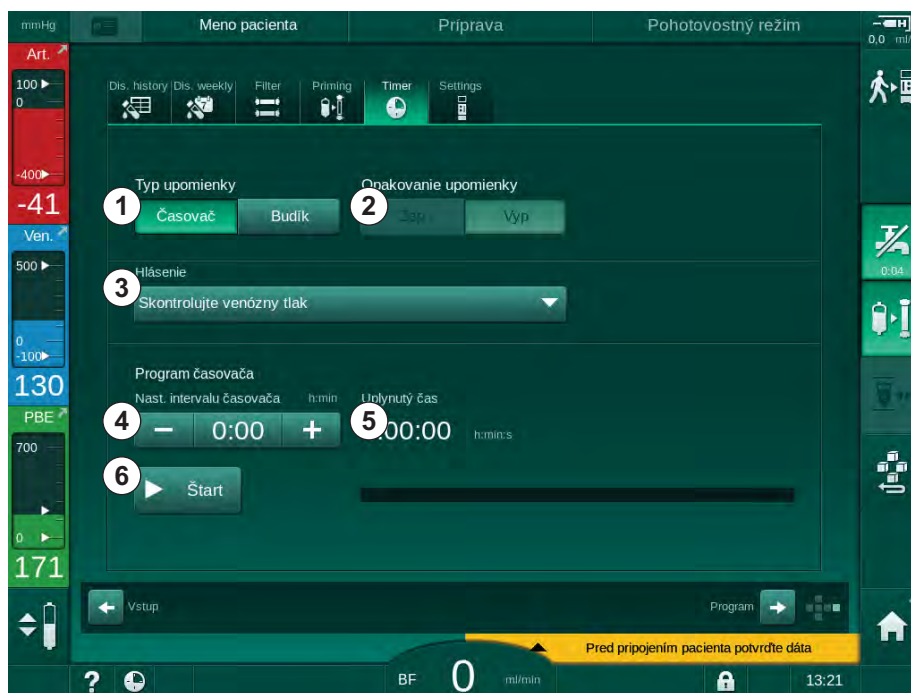 mmHg
Meno pacienta
Príprava
Pohotovostný režim
0,0 ml/
Art.
100
0
-400
-41
Ven.
500
0
-100
130
PBE
700
0
171
Dis. history
Dis. weekly
Filter
Priming
Timer
Settings
Typ upomienky
Opakovanie upomienky
1
Časovač
Budík
2
Zap
Vyp
Hlásenie
3
Skontrolujte venózny tlak
Program časovača
Nast. intervalu časovača h:min
Uplynutý čas
4
− 0:00 +
5
:00:00 h:min:s
6
Štart
0:04
Vstup
Program
Pred pripojením pacienta potvrďte dáta
?
BF 0 ml/min
13:21